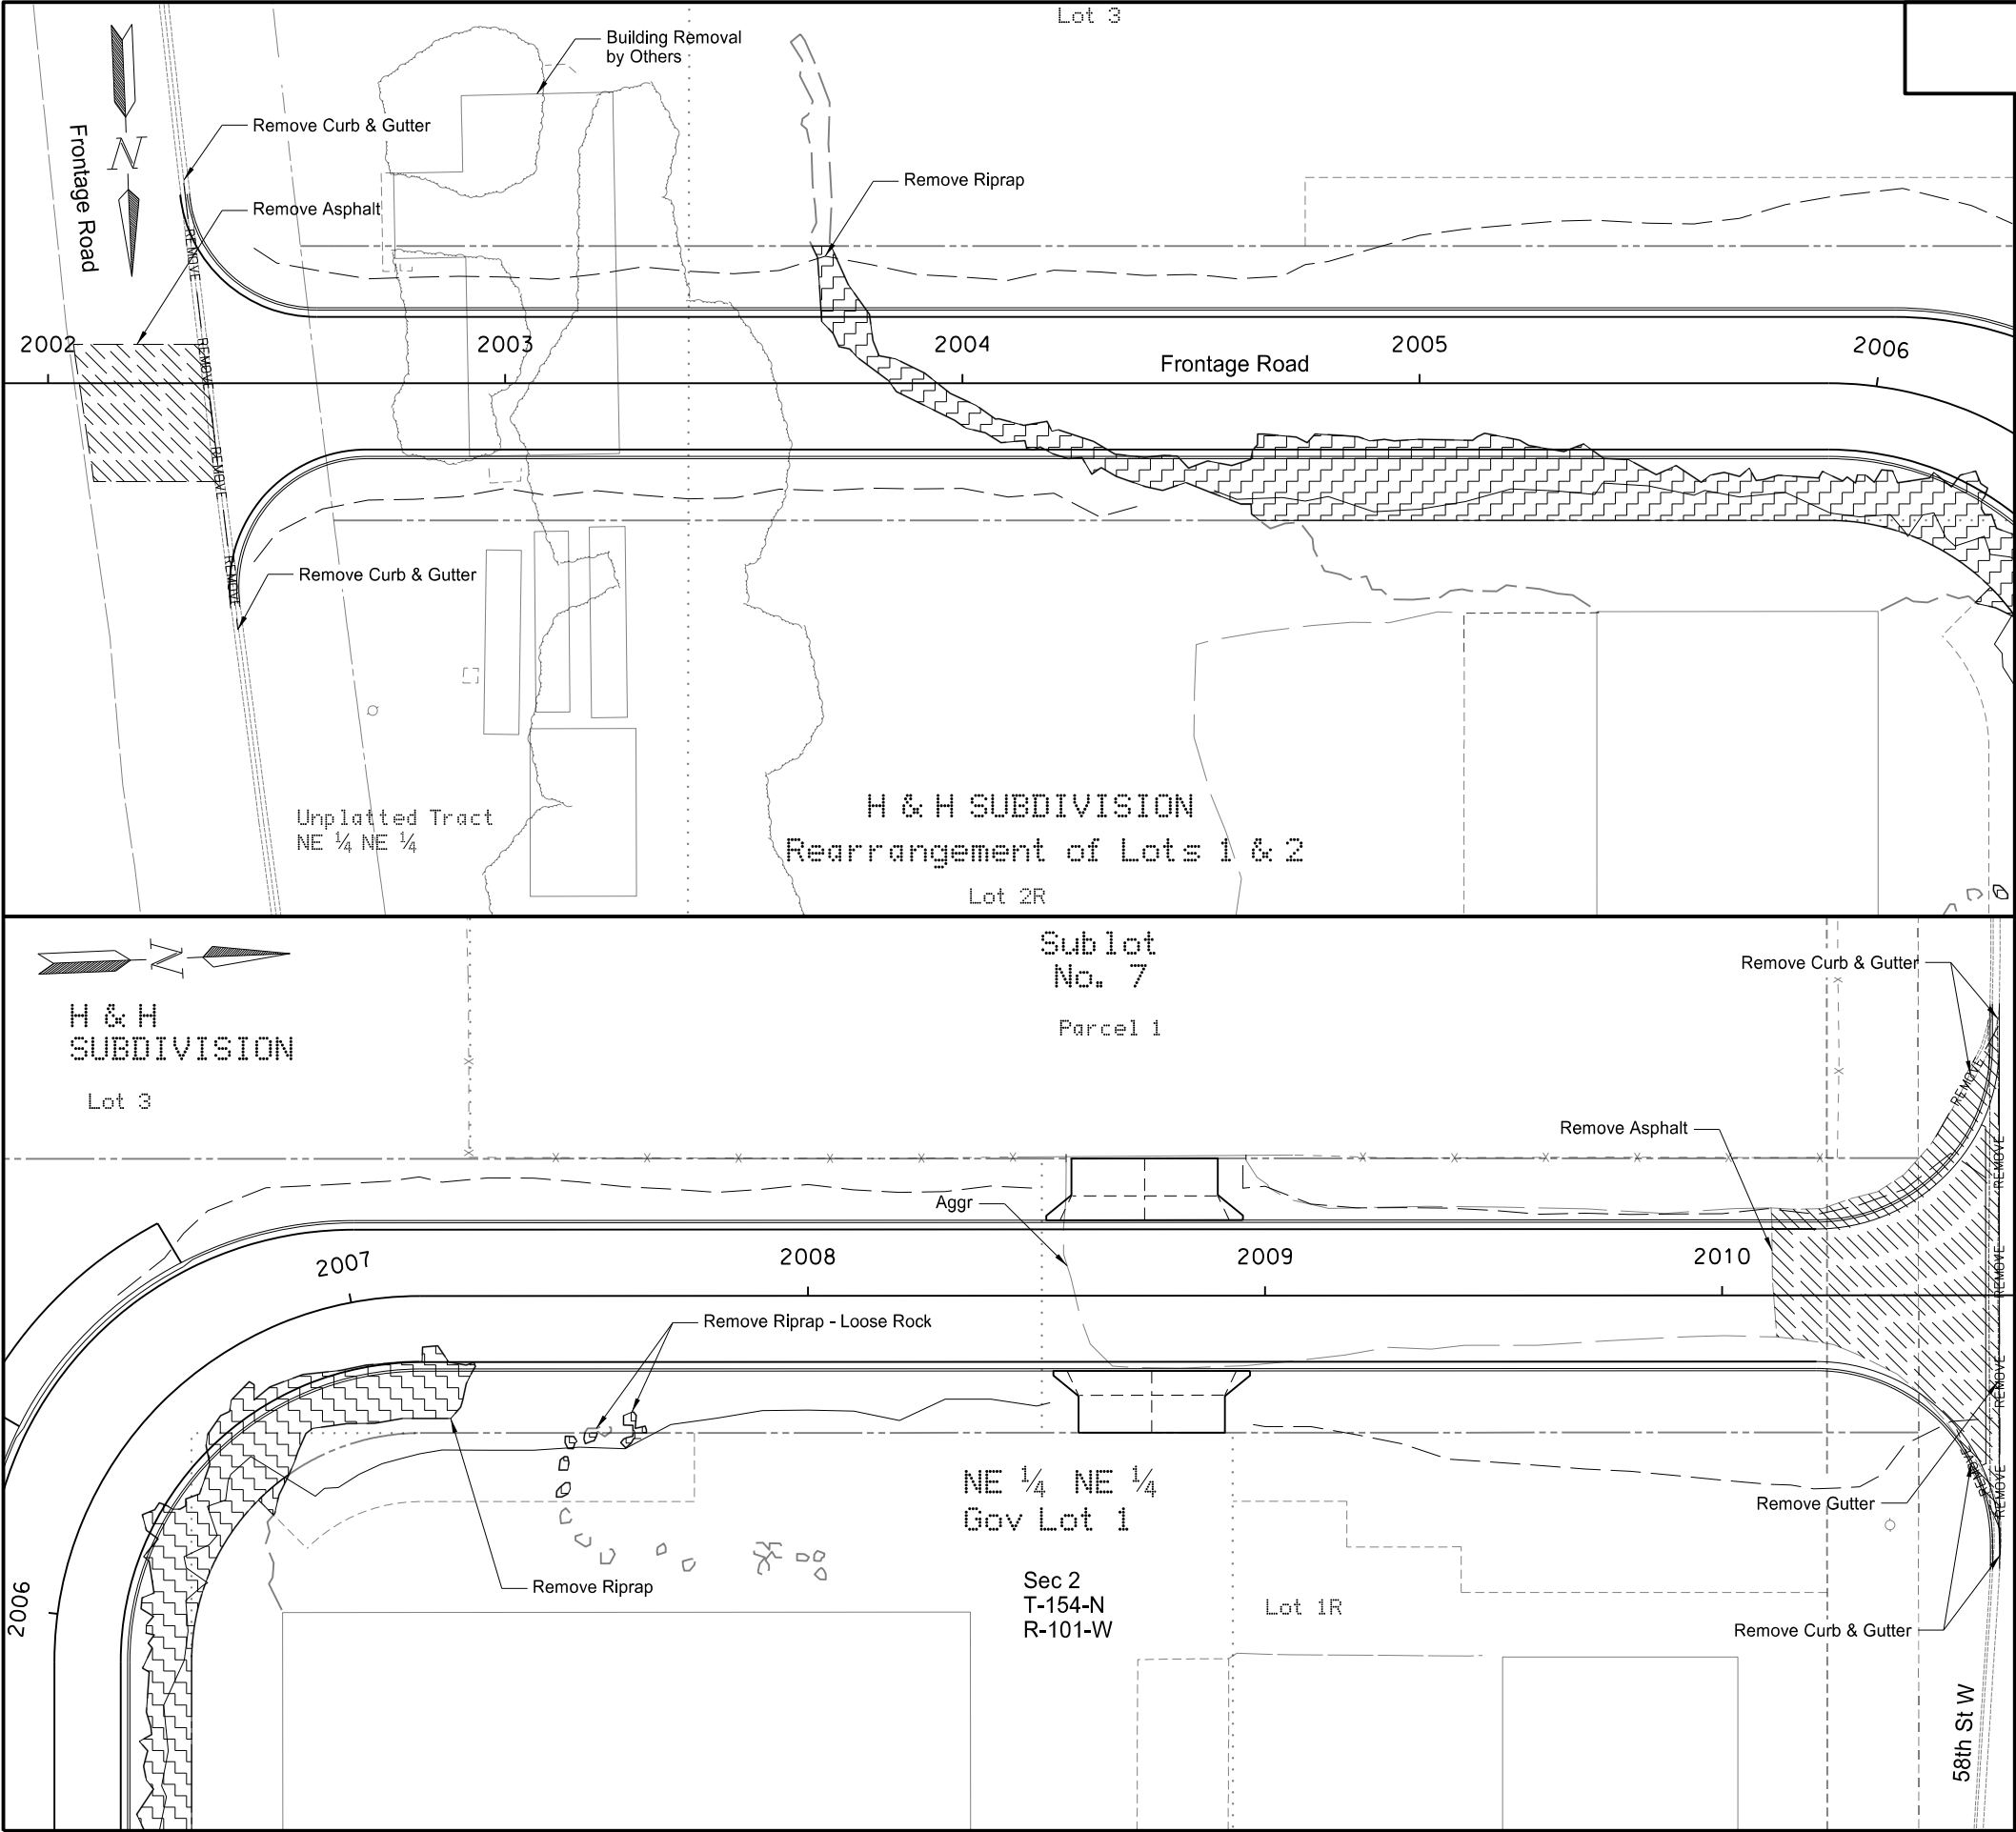 Lot 3
Building Removal
by Others
N
Frontage Road
Remove Curb & Gutter
Remove Asphalt
Remove Riprap
REMOVE
REMOVE
REMOVE
REMOVE
2002
2003
2004
2005
2006
Frontage Road
Remove Curb & Gutter
Unplatted Tract
NE ¼ NE ¼
H & H SUBDIVISION
Rearrangement of Lots 1 & 2
Lot 2R
N
H & H
SUBDIVISION
Lot 3
Sublot
No. 7
Parcel 1
Remove Curb & Gutter
REMOVE
Remove Asphalt
REMOVE
Aggr
2007
2008
2009
2010
REMOVE
Remove Riprap - Loose Rock
REMOVE
NE ¼ NE ¼
Gov Lot 1
REMOVE
REMOVE
Remove Gutter
Remove Riprap
Sec 2
T-154-N
R-101-W
Lot 1R
2006
Remove Curb & Gutter
58th St W